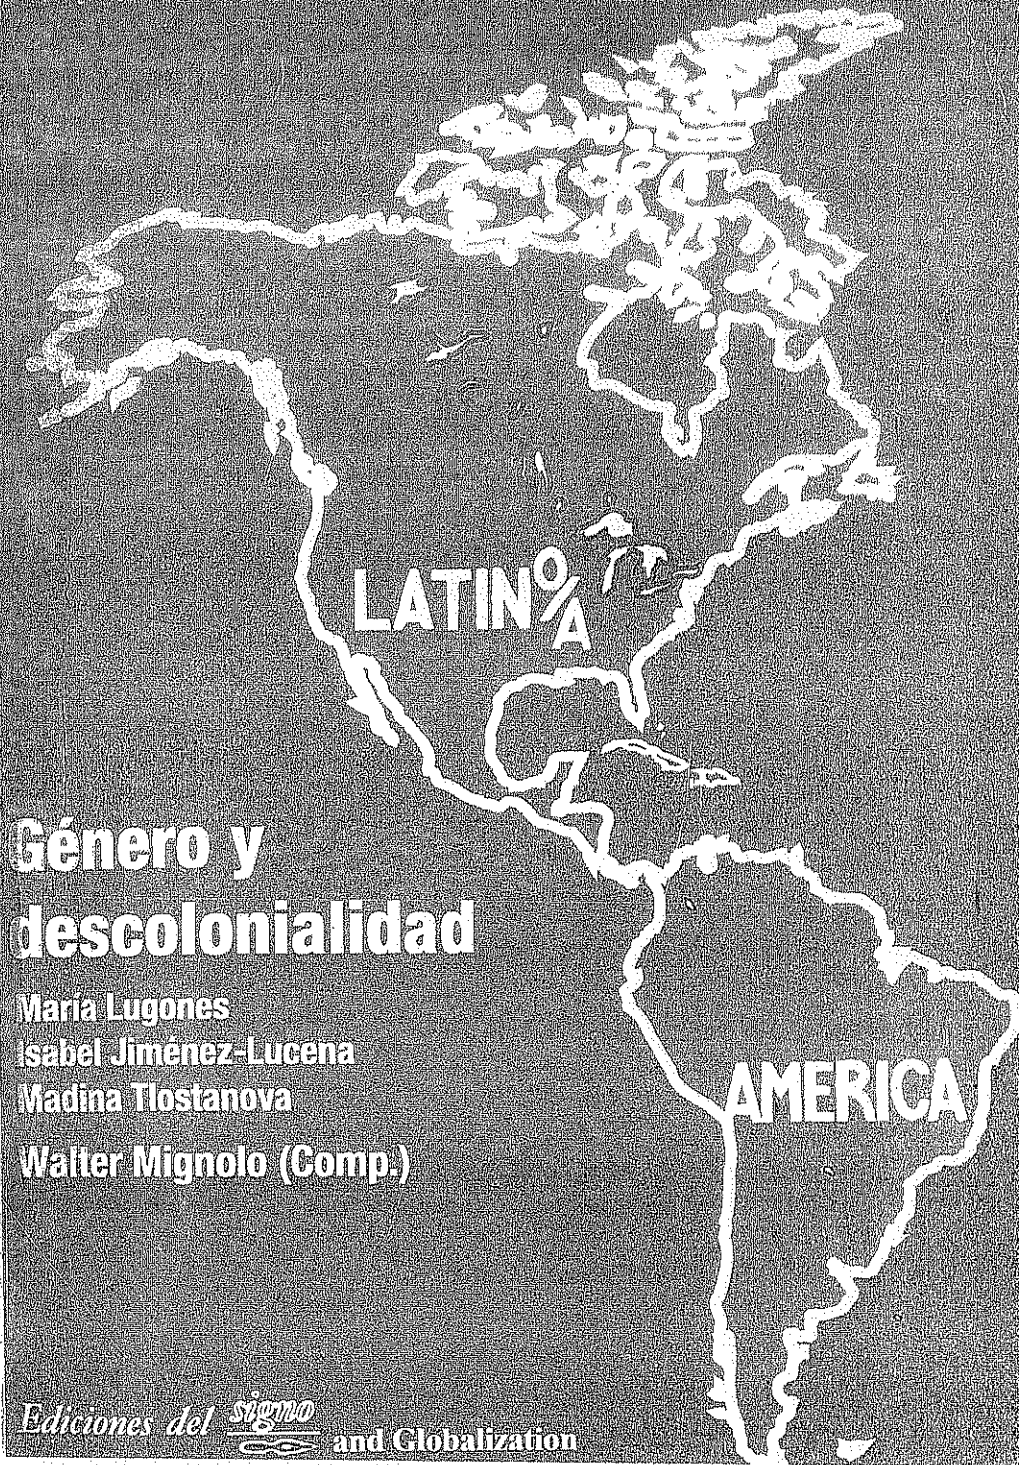 LATINO/A
Género y
descolonialidad
María Lugones
Isabel Jiménez-Lucena
Madina Tlostanova
AMERICA
Walter Mignolo (Comp.)
Ediciones del signo
and Globalization